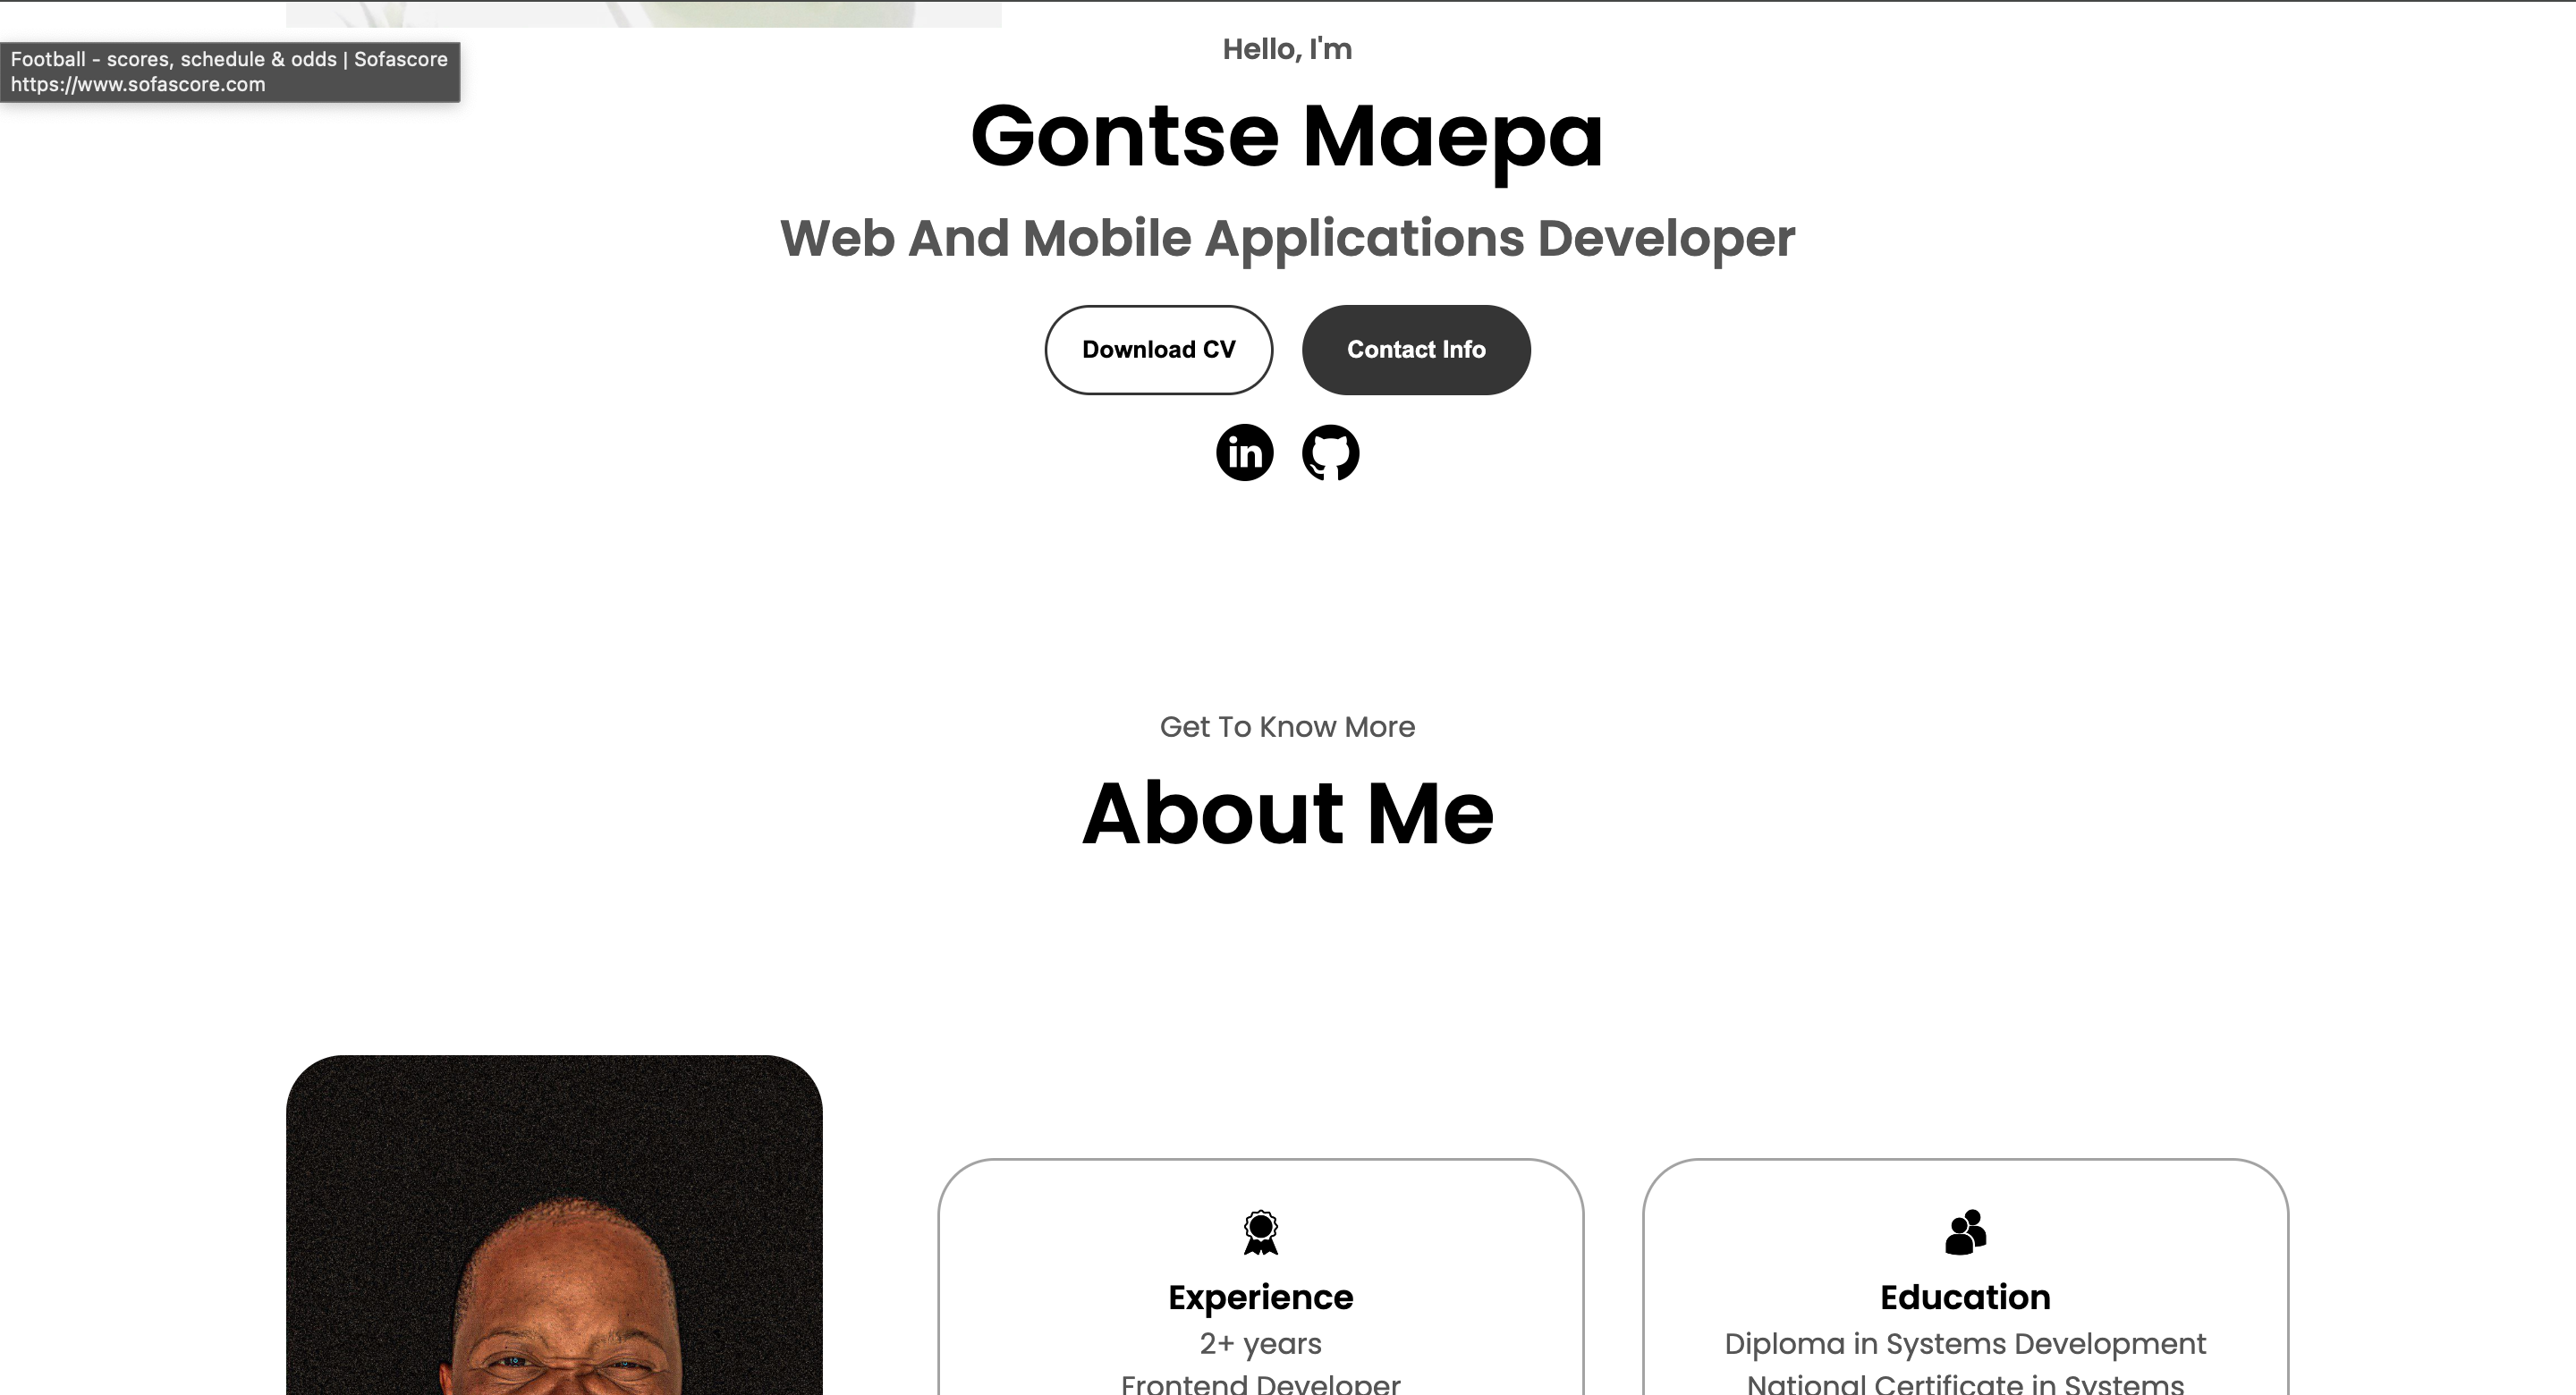 Football - scores, schedule & odds | Sofascore
https://www.sofascore.com
Hello, I'm
Gontse Maepa
Web And Mobile Applications Developer
Download CV
Contact Info
in
Get To Know More
About Me
Experience
2+ years
Frontend Developer
Education
Diploma in Systems Development
National Certificate in Systems